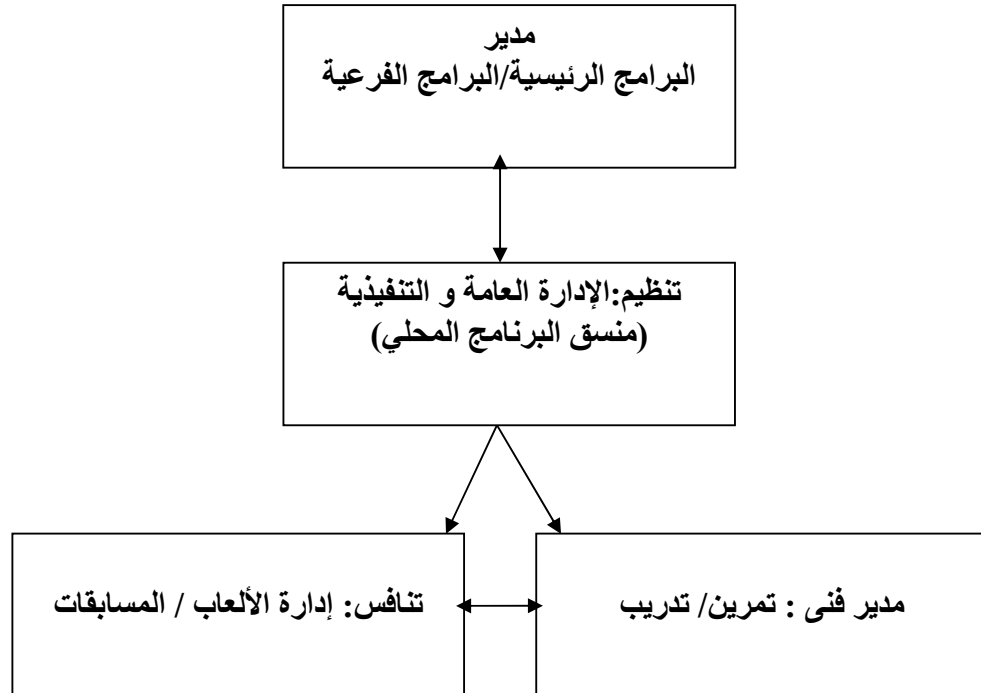 مدير
البرامج الرئيسية/البرامج الفرعية
تنظيم:الإدارة العامة و التنفيذية
(منسق البرنامج المحلي)
مدير فنى : تمرين/ تدريب
تنافس: إدارة الألعاب / المسابقات